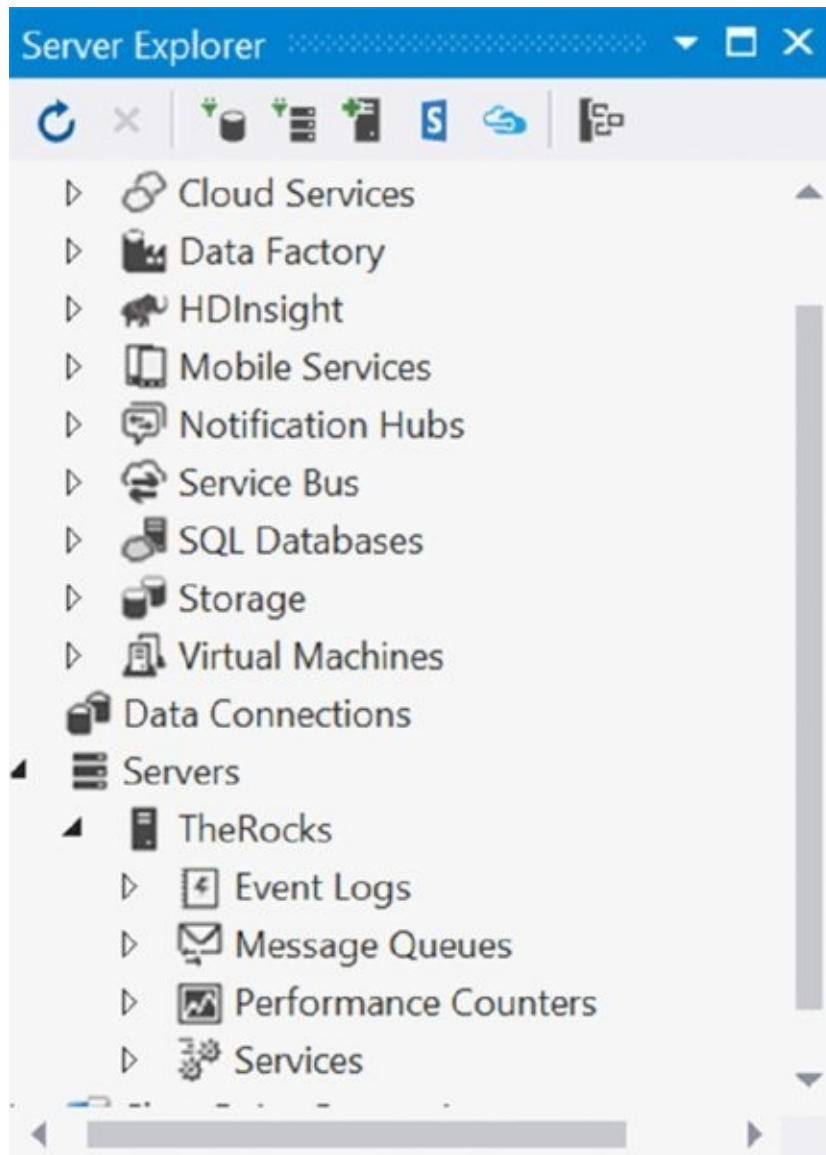 Server Explorer
Cloud Services
Data Factory
HDInsight
Mobile Services
Notification Hubs
Service Bus
SQL Databases
Storage
Virtual Machines
Data Connections
Servers
TheRocks
Event Logs
Message Queues
Performance Counters
Services